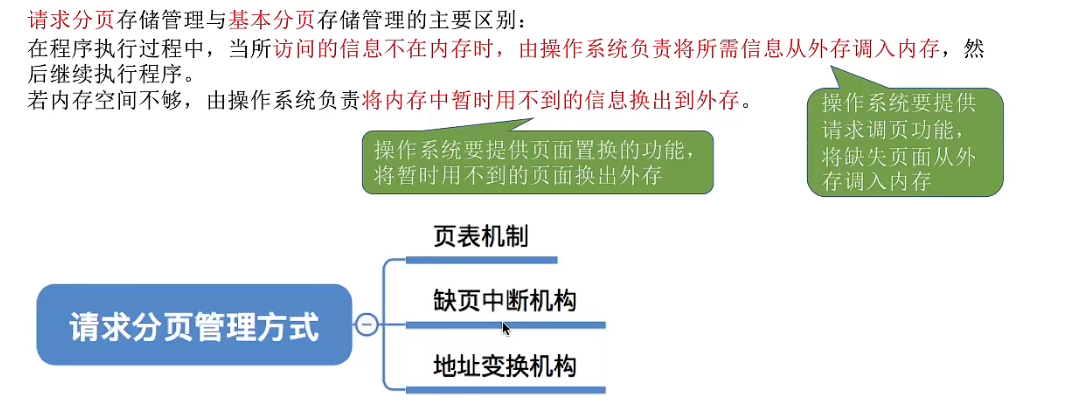 请求分页存储管理与基本分页存储管理的主要区别：
在程序执行过程中，当所访问的信息不在内存时，由操作系统负责将所需信息从外存调入内存，然
后继续执行程序。
若内存空间不够，由操作系统负责将内存中暂时用不到的信息换出到外存。
操作系统要提供
请求调页功能，
将缺失页面从外
存调入内存
操作系统要提供页面置换的功能，
将暂时用不到的页面换出外存
请求分页管理方式
页表机制
缺页中断机构
地址变换机构